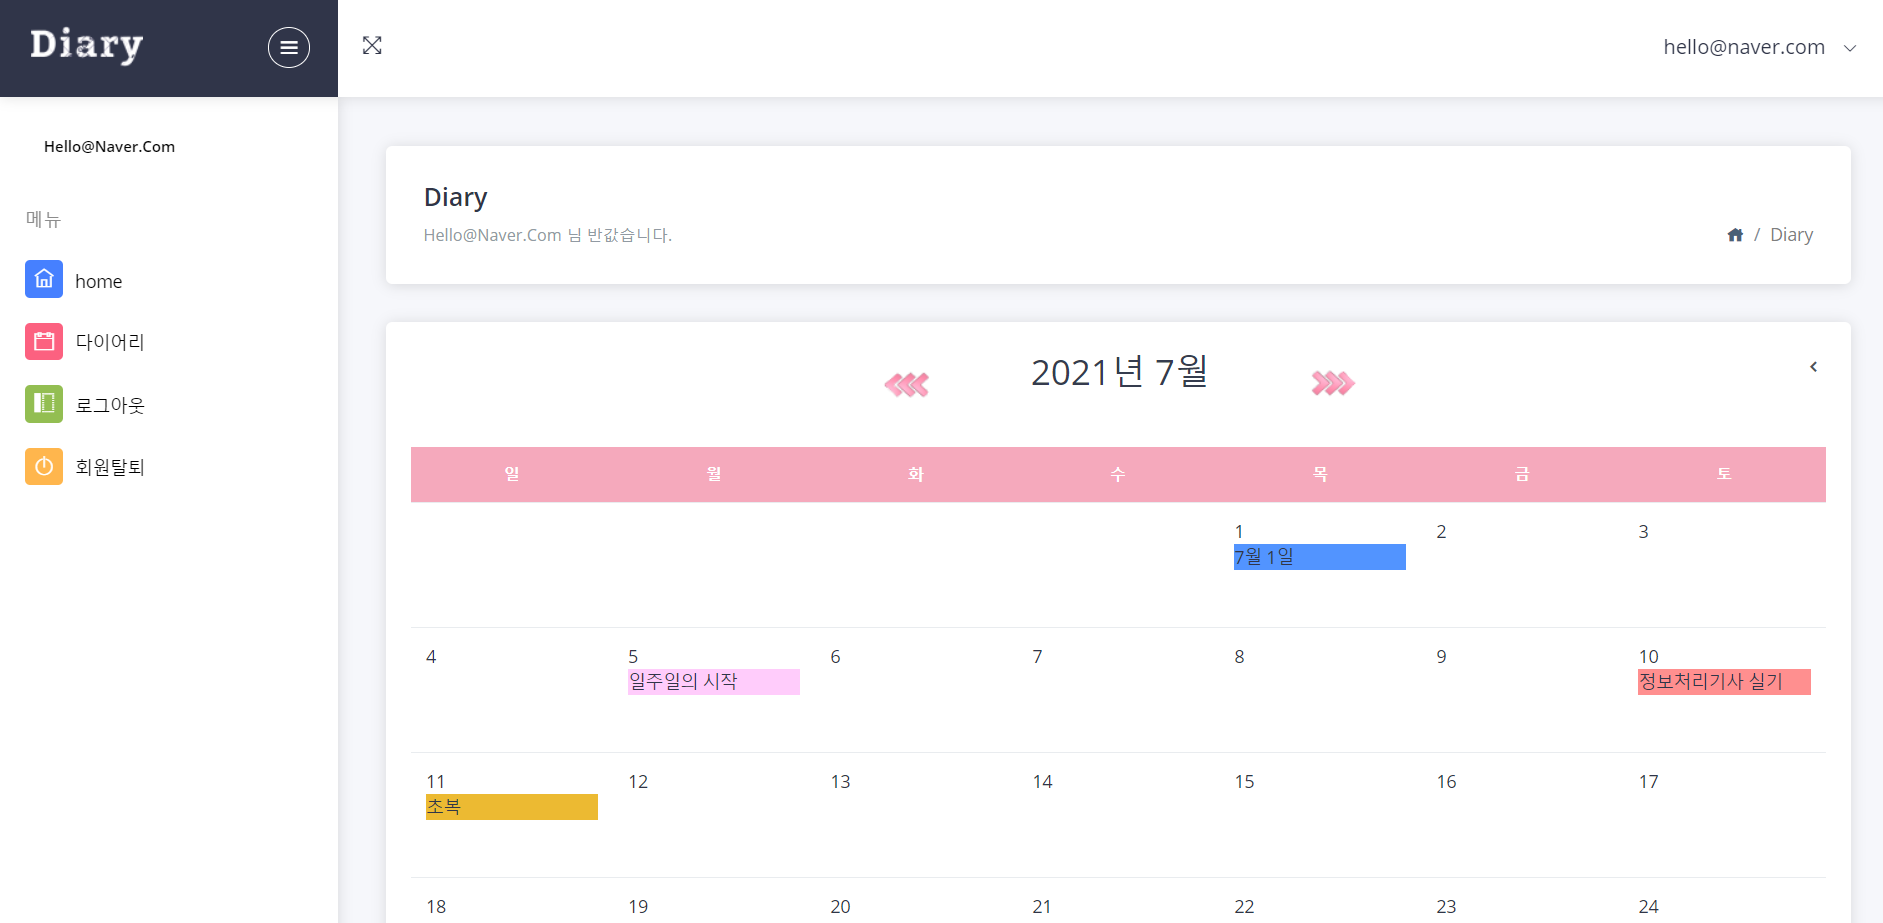 Diary
hello@naver.com
Hello@Naver.Com
메뉴
home
다이어리
로그아웃
회원탈퇴
Diary
Hello@Naver.Com 님 반값습니다.
/ Diary
2021년 7월
일 월 화 수 목 금 토
1 2 3
7월 1일
4 5 6 7 8 9 10
일주일의 시작 정보처리기사 실기
11 12 13 14 15 16 17
초복
18 19 20 21 22 23 24